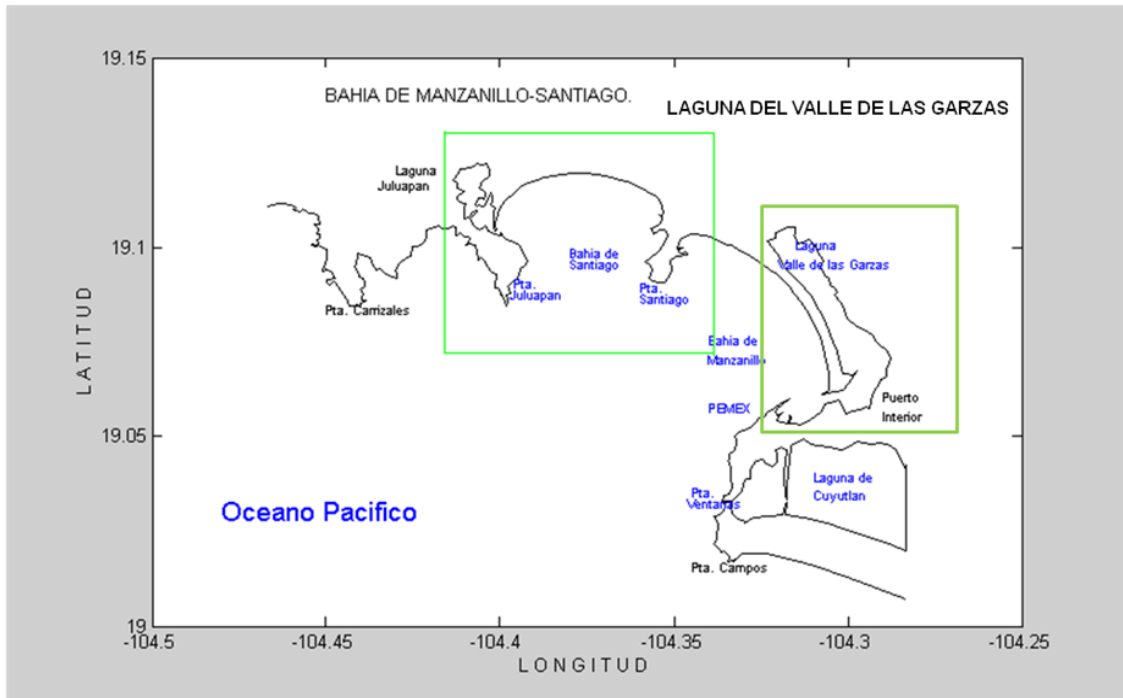 19.15
BAHIA DE MANZANILLO-SANTIAGO.
LAGUNA DEL VALLE DE LAS GARZAS
Laguna
Juluapan
19.1
Bahia de
Santiago
Laguna
Valle de las Garzas
Pta.
Juluapan
Pta.
Santiago
Pta. Carrizales
LATITUD
Bahia de
Manzanillo
PEMEX
Puerto
Interior
19.05
Laguna de
Cuyutlan
Pta.
Ventanas
Oceano Pacifico
Pta. Campos
19
-104.5
-104.45
-104.4
-104.35
-104.3
-104.25
LONGITUD